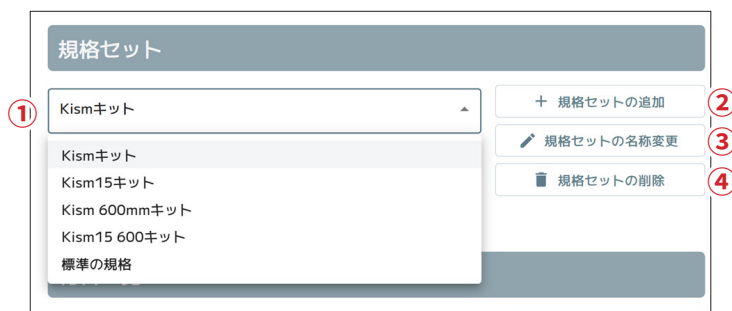 規格セット
① Kismキット
Kismキット
Kism15キット
Kism 600mmキット
Kism15 600キット
標準の規格
+ 規格セットの追加 ②
規格セットの名称変更 ③
規格セットの削除 ④